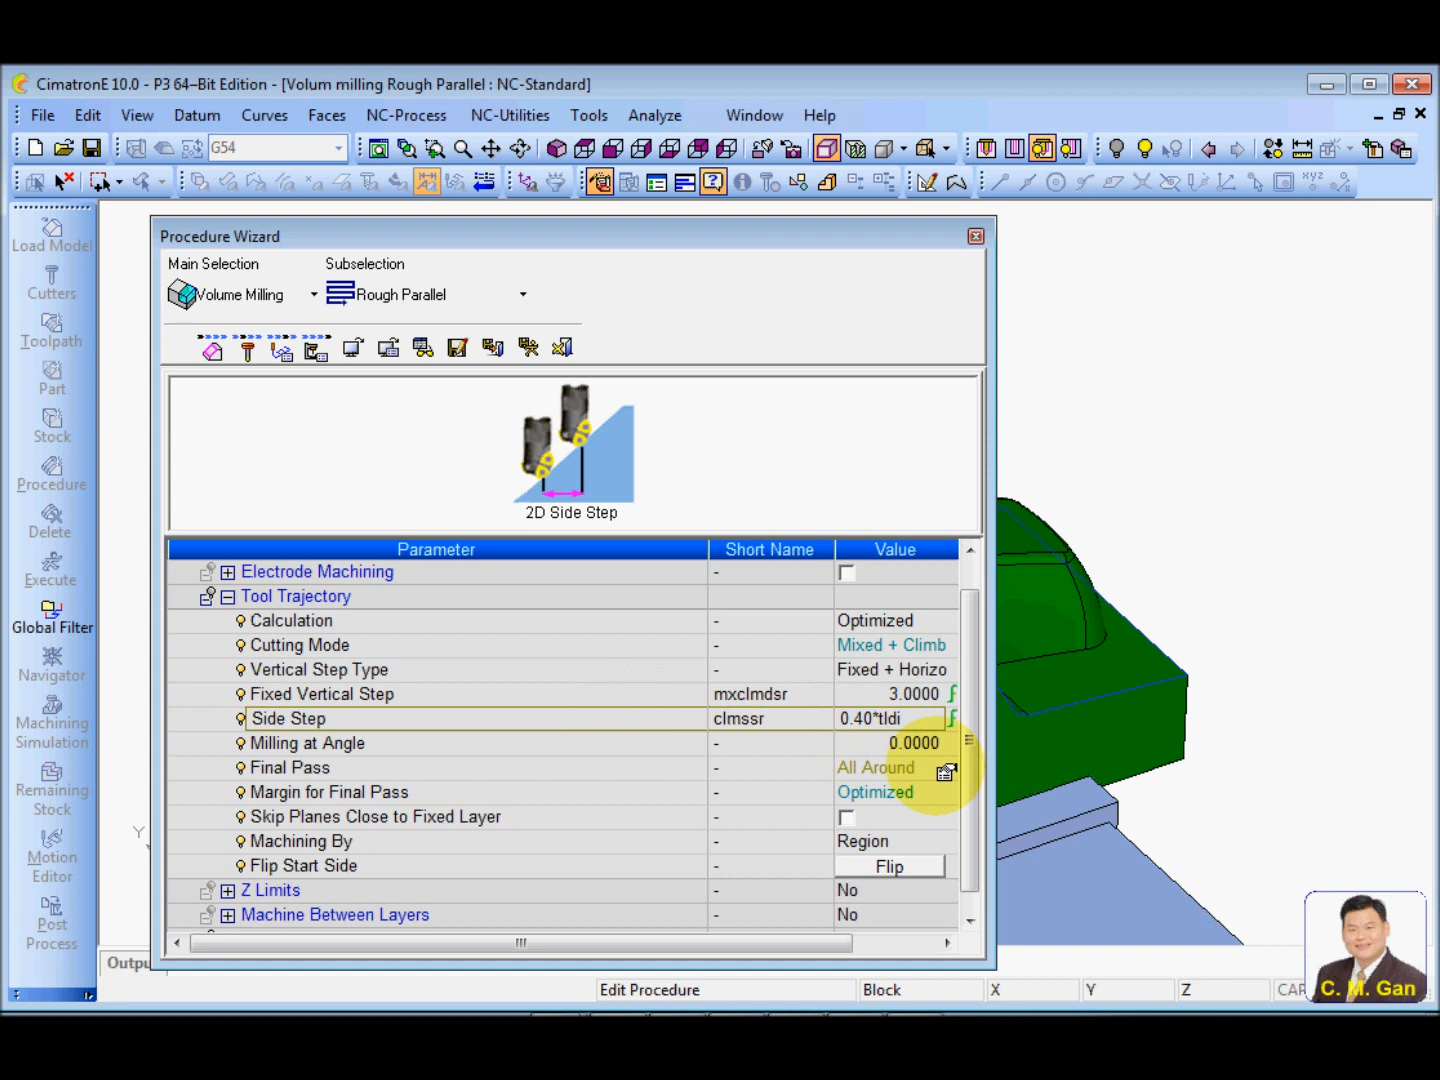 CimatronE 10.0 - P3 64–Bit Edition - [Volum milling Rough Parallel : NC-Standard]
File Edit View Datum Curves Faces NC-Process NC-Utilities Tools Analyze Window Help
G54
Load Model
Cutters
Toolpath
Part
Stock
Procedure
Delete
Execute
Global Filter
Navigator
Machining
Simulation
Remaining
Stock
Motion
Editor
Post
Process
Procedure Wizard
Main Selection Subselection
Volume Milling Rough Parallel
2D Side Step
Parameter Short Name Value
Electrode Machining -
Tool Trajectory
Calculation - Optimized
Cutting Mode - Mixed + Climb
Vertical Step Type - Fixed + Horizo
Fixed Vertical Step mxclmdsr 3.0000 f
Side Step clmssr 0.40*tldi f
Milling at Angle - 0.0000
Final Pass - All Around
Margin for Final Pass - Optimized
Skip Planes Close to Fixed Layer -
Machining By - Region
Flip Start Side - Flip
Z Limits - No
Machine Between Layers - No
Y
Outpu
Edit Procedure Block X Y Z CAP
C. M. Gan